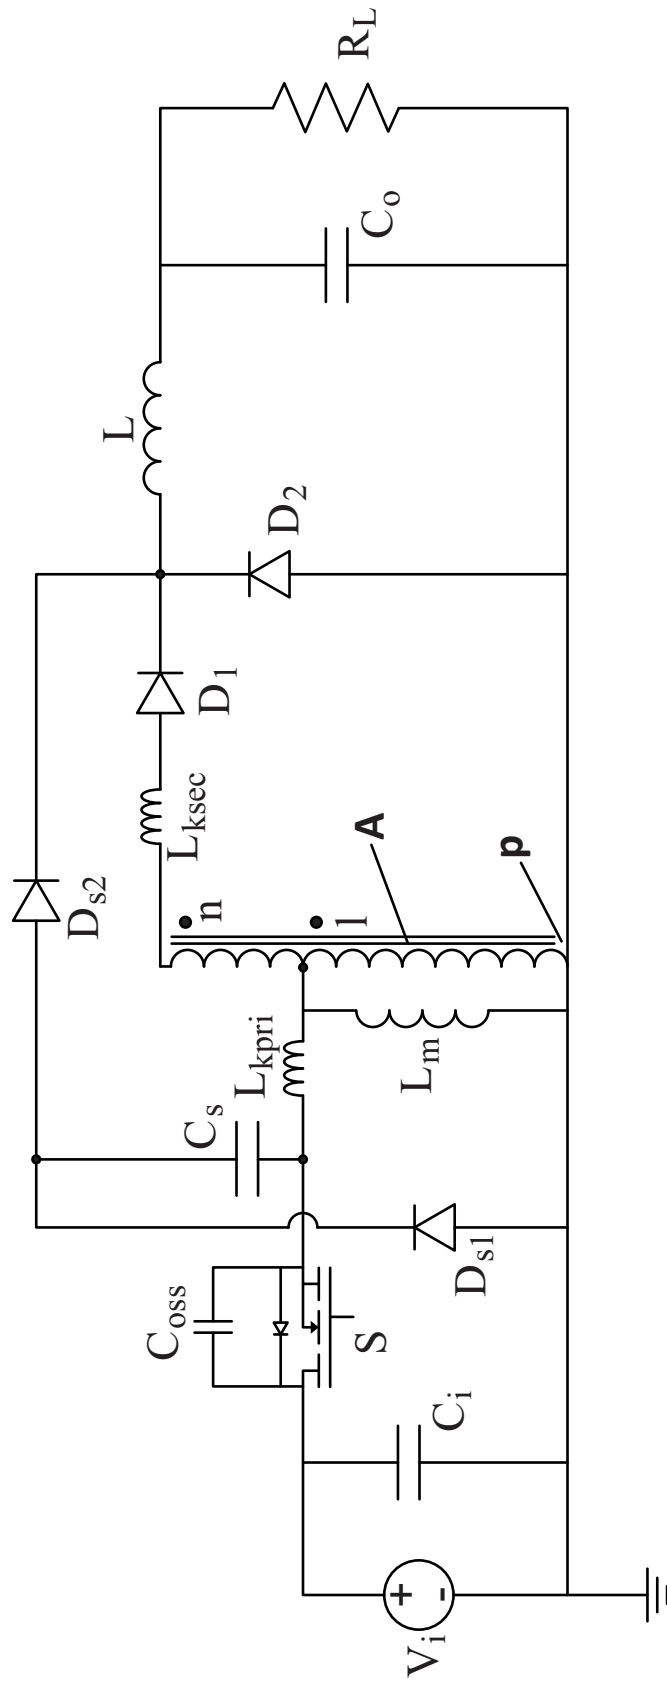 V_i
+
-
C_i
C_oss
S
D_s1
C_s
L_kpri
L_m
D_s2
n
1
A
p
L_ksec
D_1
D_2
L
C_o
R_L